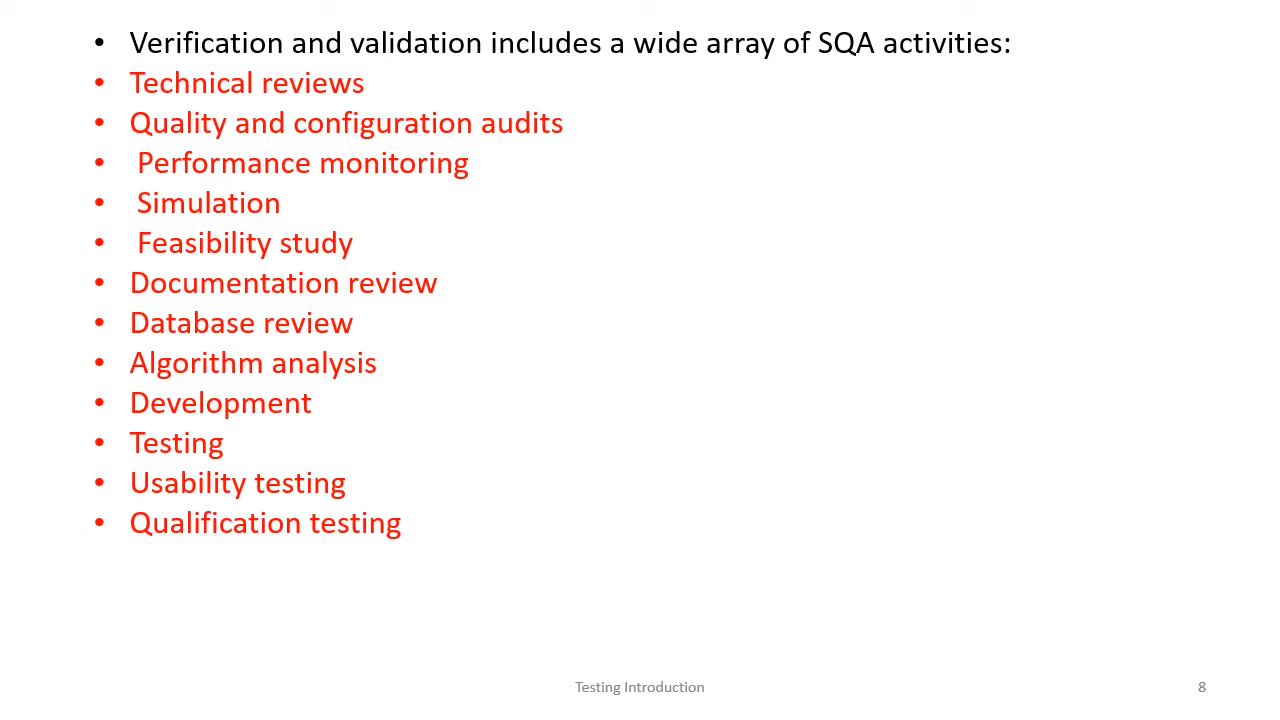 • Verification and validation includes a wide array of SQA activities:
• Technical reviews
• Quality and configuration audits
• Performance monitoring
• Simulation
• Feasibility study
• Documentation review
• Database review
• Algorithm analysis
• Development
• Testing
• Usability testing
• Qualification testing
Testing Introduction
8